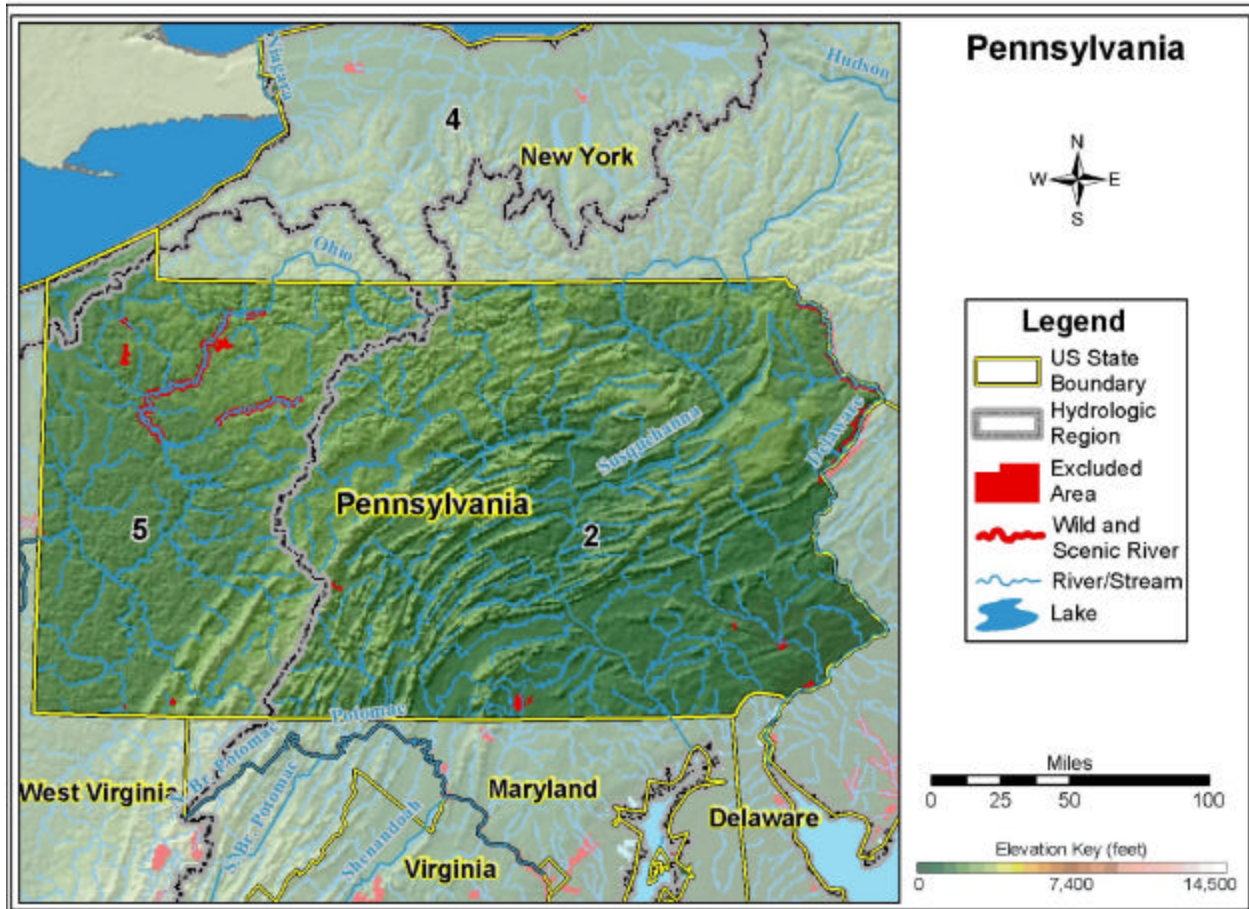 Pennsylvania
N
W
E
S
Legend
US State
Boundary
Hydrologic
Region
Excluded
Area
Wild and
Scenic River
River/Stream
Lake
Miles
0 25 50 100
Elevation Key (feet)
0 7,400 14,500
Niagara
Hudson
4
New York
Ohio
Susquehanna
Delaware
Pennsylvania
5
2
Potomac
N. Br. Potomac
West Virginia
S. Br. Potomac
Shenandoah
Maryland
Delaware
Virginia